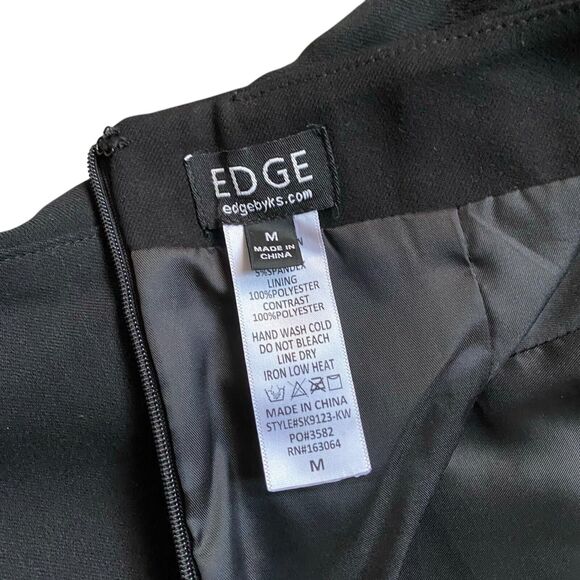 EDGE
edgebyks.com
M
MADE IN
CHINA
5%SPANDEX
LINING
100%POLYESTER
CONTRAST
100%POLYESTER
HAND WASH COLD
DO NOT BLEACH
LINE DRY
IRON LOW HEAT
MADE IN CHINA
STYLE#SK9123-KW
PO#3582
RN#163064
M